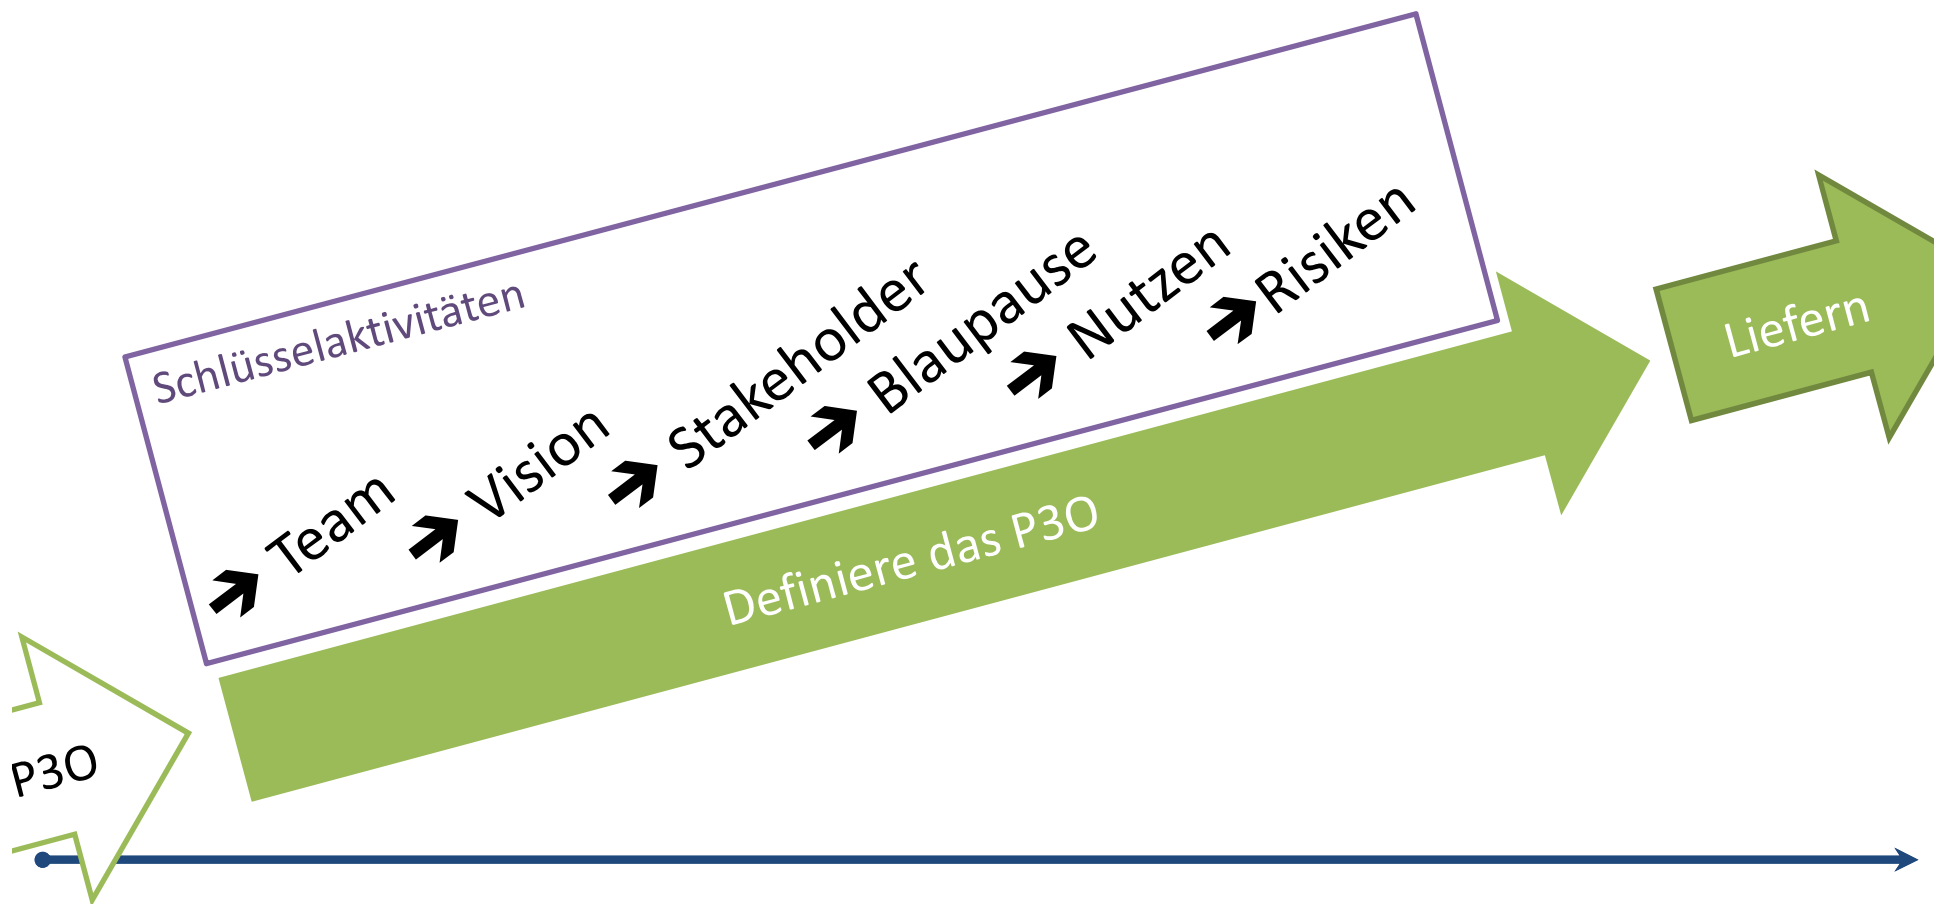 Schlüsselaktivitäten
Team
Vision
Stakeholder
Blaupause
Nutzen
Risiken
Definiere das P3O
Liefern
P3O